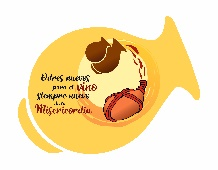 Odres nuevos
para el vino
siempre nuevo
de la
Misericordia